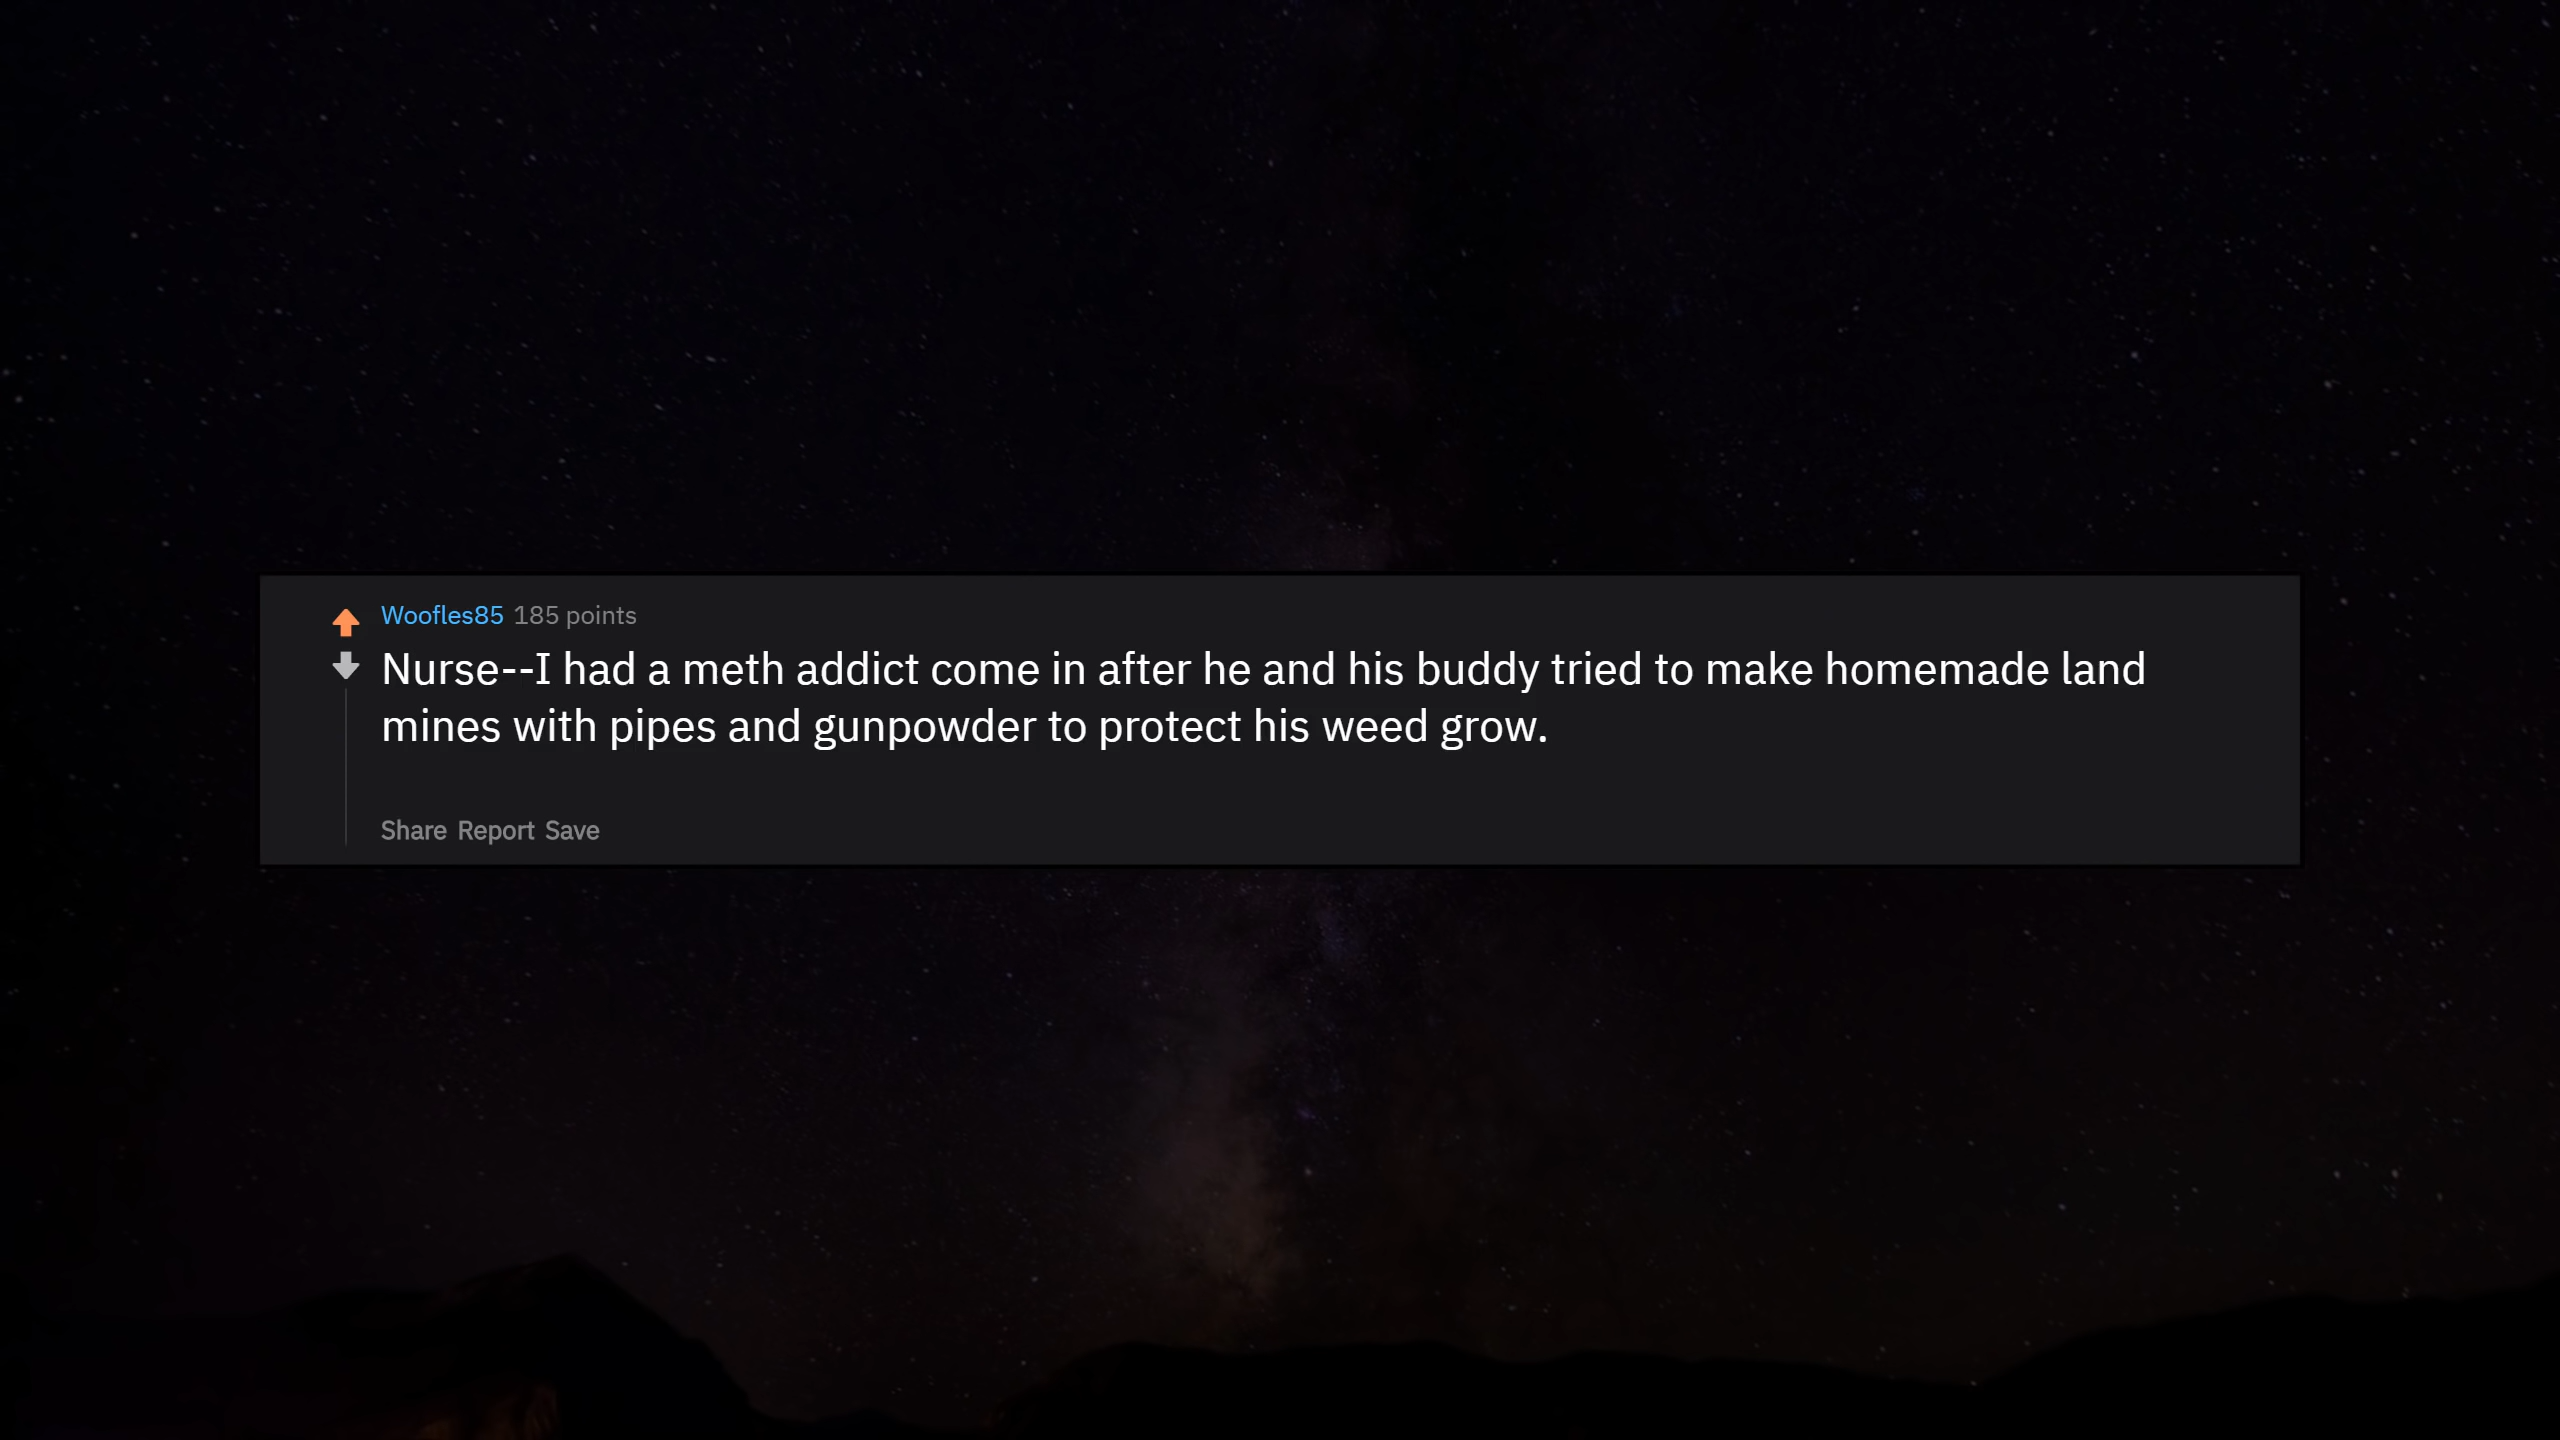 Woofles85 185 points
Nurse--I had a meth addict come in after he and his buddy tried to make homemade land
mines with pipes and gunpowder to protect his weed grow.
Share Report Save